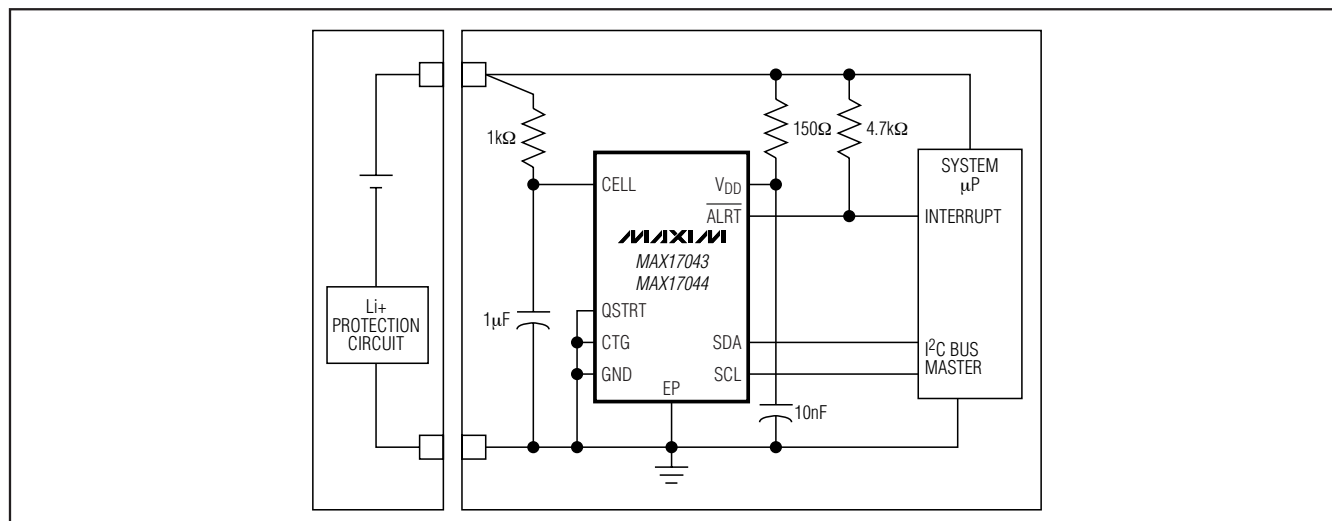 1kΩ
150Ω
4.7kΩ
SYSTEM
µP
CELL
VDD
ALRT
INTERRUPT
MAXIM
MAX17043
MAX17044
Li+
PROTECTION
CIRCUIT
1µF
QSTRT
CTG
GND
EP
SDA
SCL
I²C BUS
MASTER
10nF